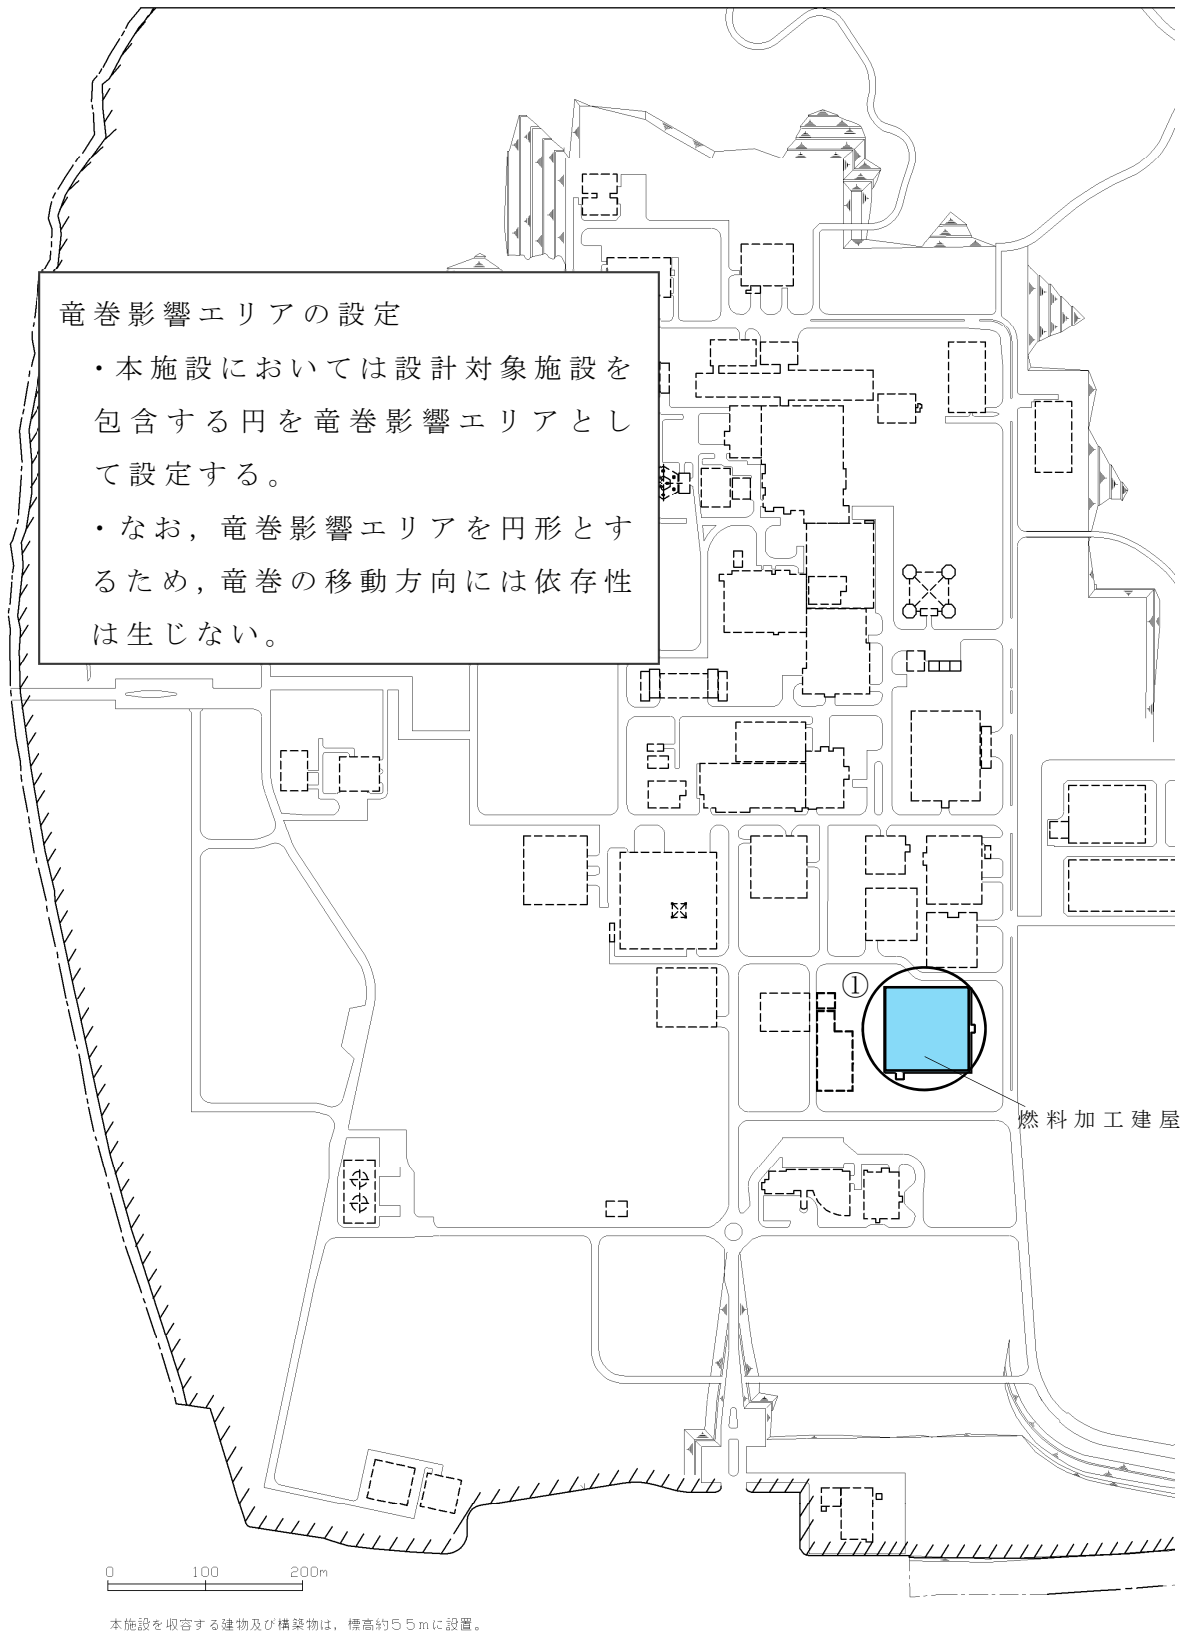 竜巻影響エリアの設定
・本施設においては設計対象施設を
包含する円を竜巻影響エリアとし
て設定する。
・なお，竜巻影響エリアを円形とす
るため，竜巻の移動方向には依存性
は生じない。
①
燃料加工建屋
0 100 200m
本施設を収容する建物及び構築物は，標高約５５ｍに設置。